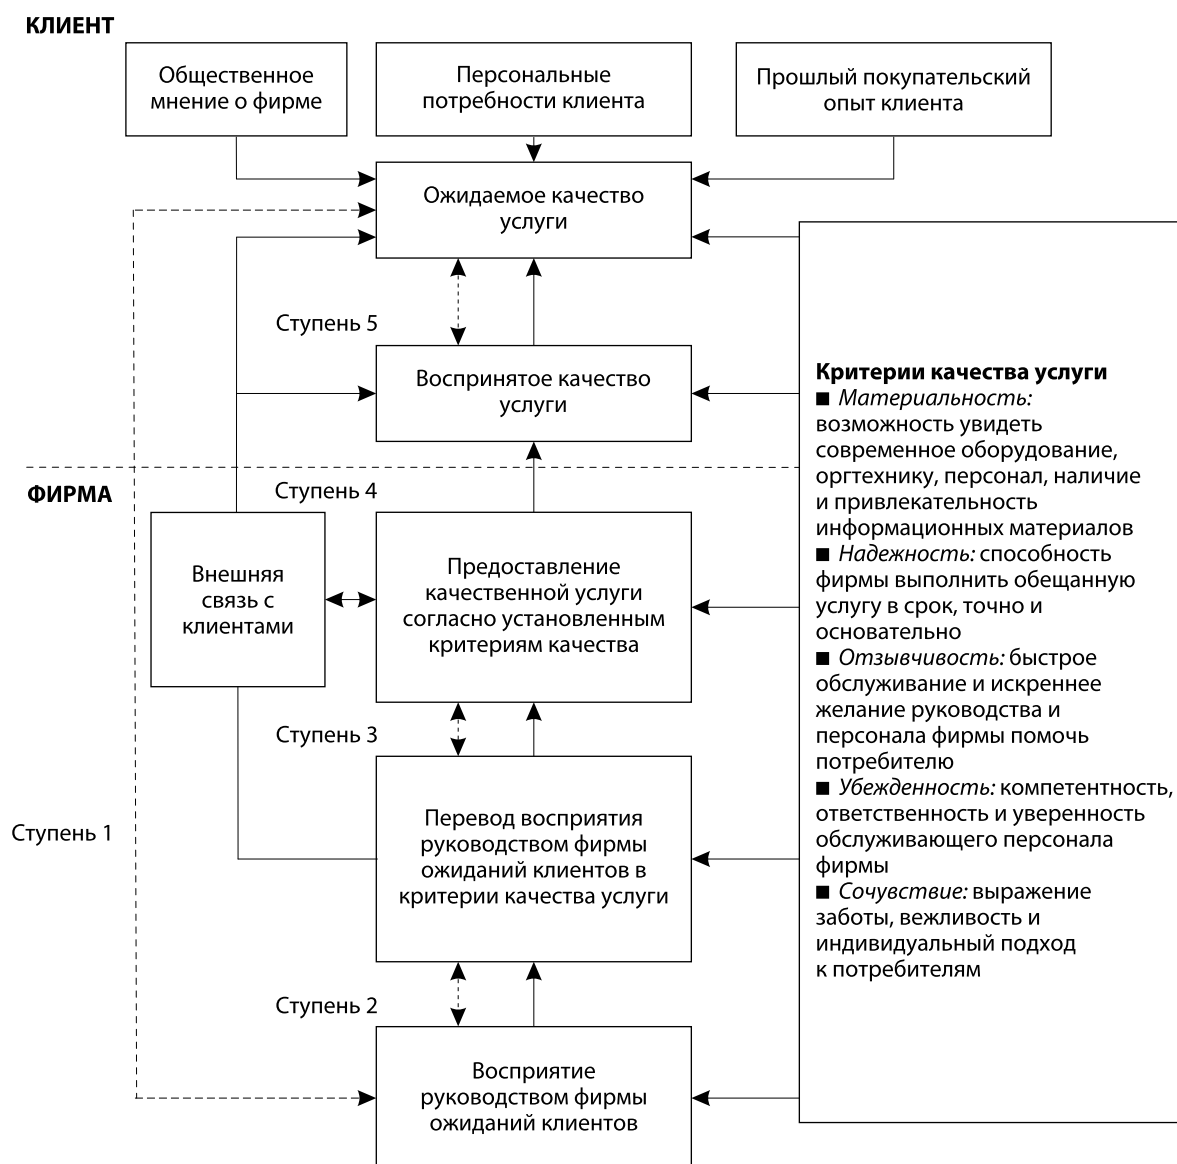 КЛИЕНТ
Общественное
мнение о фирме
Персональные
потребности клиента
Прошлый покупательский
опыт клиента
Ожидаемое качество
услуги
Ступень 5
Воспринятое качество
услуги
ФИРМА
Ступень 4
Внешняя
связь с
клиентами
Предоставление
качественной услуги
согласно установленным
критериям качества
Ступень 3
Ступень 1
Перевод восприятия
руководством фирмы
ожиданий клиентов в
критерии качества услуги
Ступень 2
Восприятие
руководством фирмы
ожиданий клиентов
Критерии качества услуги
■ Материальность:
возможность увидеть
современное оборудование,
оргтехнику, персонал, наличие
и привлекательность
информационных материалов
■ Надежность: способность
фирмы выполнить обещанную
услугу в срок, точно и
основательно
■ Отзывчивость: быстрое
обслуживание и искреннее
желание руководства и
персонала фирмы помочь
потребителю
■ Убежденность: компетентность,
ответственность и уверенность
обслуживающего персонала
фирмы
■ Сочувствие: выражение
заботы, вежливость и
индивидуальный подход
к потребителям